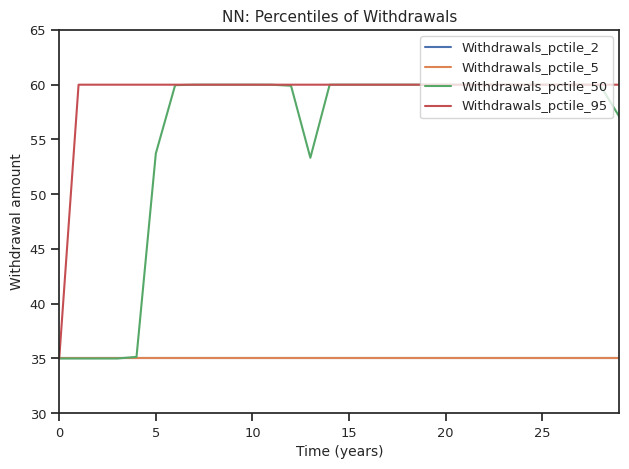 NN: Percentiles of Withdrawals
Withdrawal amount
65
60
55
50
45
40
35
30
Withdrawals_pctile_2
Withdrawals_pctile_5
Withdrawals_pctile_50
Withdrawals_pctile_95
0 5 10 15 20 25
Time (years)